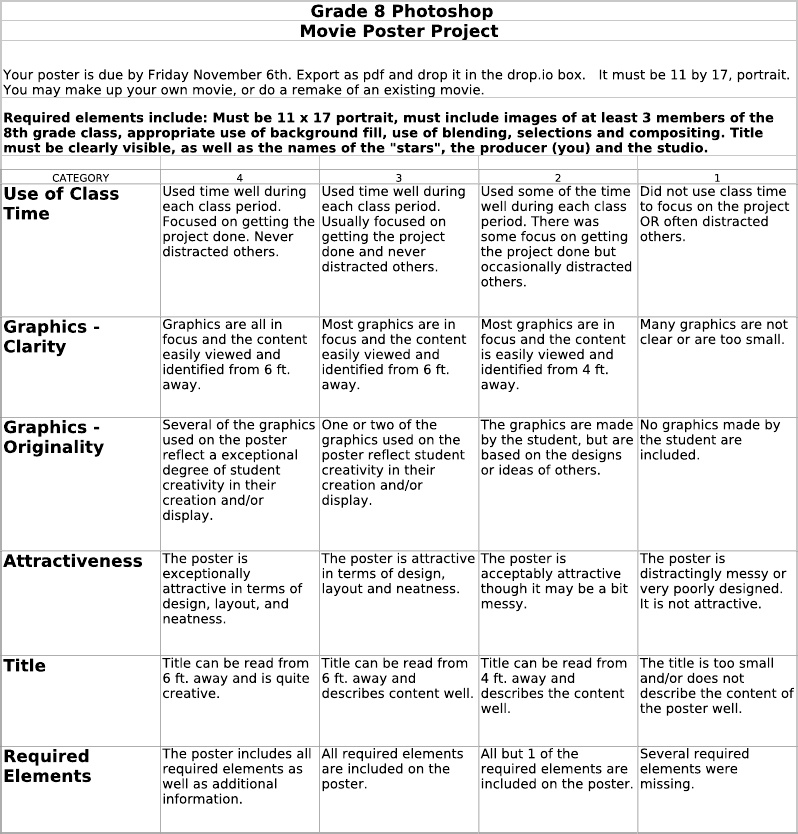 Grade 8 Photoshop
Movie Poster Project
Your poster is due by Friday November 6th. Export as pdf and drop it in the drop.io box.   It must be 11 by 17, portrait.
You may make up your own movie, or do a remake of an existing movie.
Required elements include: Must be 11 x 17 portrait, must include images of at least 3 members of the
8th grade class, appropriate use of background fill, use of blending, selections and compositing. Title
must be clearly visible, as well as the names of the "stars", the producer (you) and the studio.
CATEGORY 4 3 2 1
Use of Class
Time
Used time well during
each class period.
Focused on getting the
project done. Never
distracted others.
Used time well during
each class period.
Usually focused on
getting the project
done and never
distracted others.
Used some of the time
well during each class
period. There was
some focus on getting
the project done but
occasionally distracted
others.
Did not use class time
to focus on the project
OR often distracted
others.
Graphics -
Clarity
Graphics are all in
focus and the content
easily viewed and
identified from 6 ft.
away.
Most graphics are in
focus and the content
easily viewed and
identified from 6 ft.
away.
Most graphics are in
focus and the content
is easily viewed and
identified from 4 ft.
away.
Many graphics are not
clear or are too small.
Graphics -
Originality
Several of the graphics
used on the poster
reflect a exceptional
degree of student
creativity in their
creation and/or
display.
One or two of the
graphics used on the
poster reflect student
creativity in their
creation and/or
display.
The graphics are made
by the student, but are
based on the designs
or ideas of others.
No graphics made by
the student are
included.
Attractiveness
The poster is
exceptionally
attractive in terms of
design, layout, and
neatness.
The poster is attractive
in terms of design,
layout and neatness.
The poster is
acceptably attractive
though it may be a bit
messy.
The poster is
distractingly messy or
very poorly designed.
It is not attractive.
Title
Title can be read from
6 ft. away and is quite
creative.
Title can be read from
6 ft. away and
describes content well.
Title can be read from
4 ft. away and
describes the content
well.
The title is too small
and/or does not
describe the content of
the poster well.
Required
Elements
The poster includes all
required elements as
well as additional
information.
All required elements
are included on the
poster.
All but 1 of the
required elements are
included on the poster.
Several required
elements were
missing.